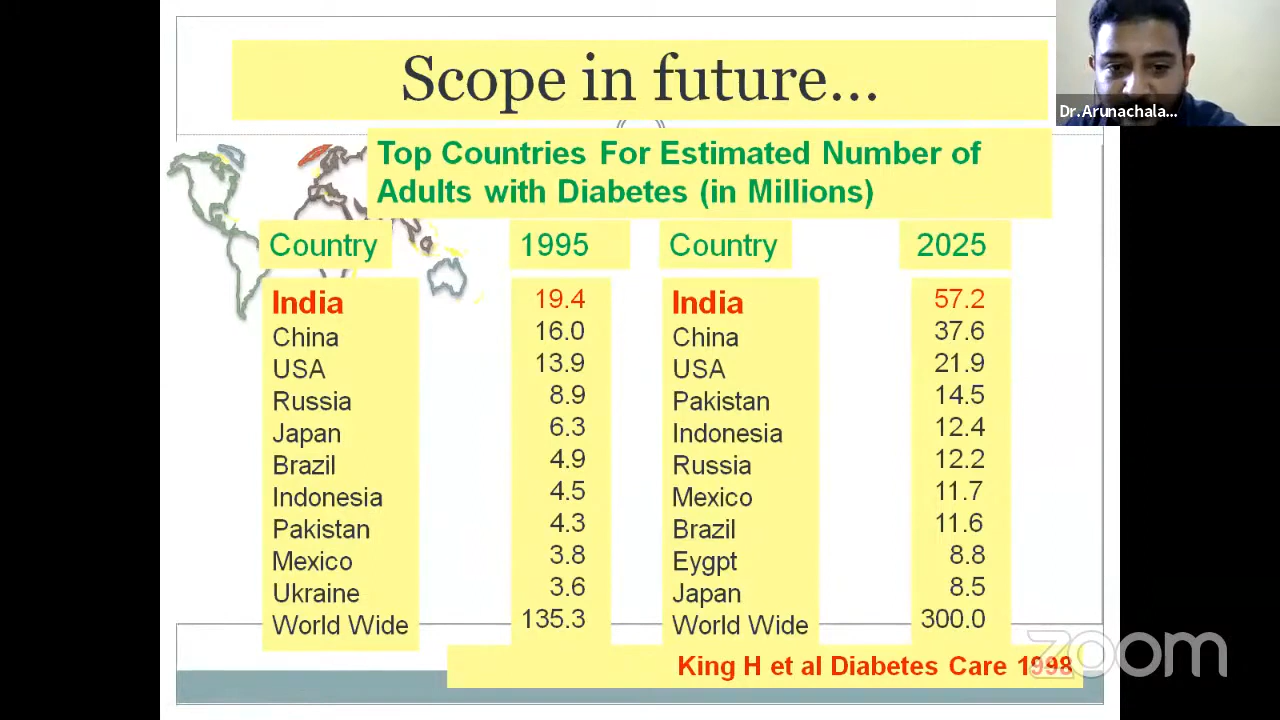 Scope in future...
Dr.Arunachala...
Top Countries For Estimated Number of
Adults with Diabetes (in Millions)
Country 1995 Country 2025
India 19.4 India 57.2
China 16.0 China 37.6
USA 13.9 USA 21.9
Russia 8.9 Pakistan 14.5
Japan 6.3 Indonesia 12.4
Brazil 4.9 Russia 12.2
Indonesia 4.5 Mexico 11.7
Pakistan 4.3 Brazil 11.6
Mexico 3.8 Eygpt 8.8
Ukraine 3.6 Japan 8.5
World Wide 135.3 World Wide 300.0
King H et al Diabetes Care 1998
zoom